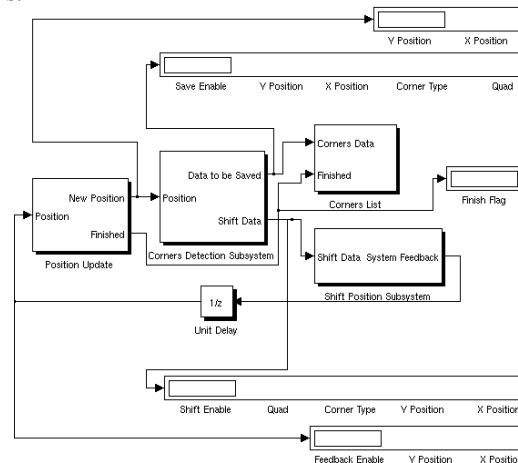 Y Position X Position
Save Enable Y Position X Position Corner Type Quad
Corners Data
Finished
Corners List
Data to be Saved
Position
Shift Data
Corners Detection Subsystem
New Position
Position
Finished
Position Update
Finish Flag
Shift Data System Feedback
Shift Position Subsystem
1/z
Unit Delay
Shift Enable Quad Corner Type Y Position X Position
Feedback Enable Y Position X Position